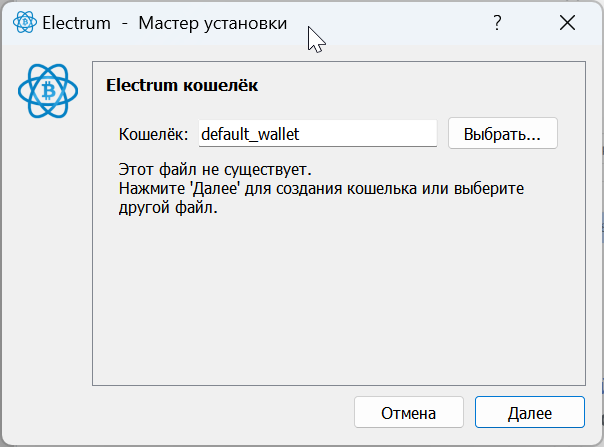 Electrum - Мастер установки
Electrum кошелёк
Кошелёк: default_wallet Выбрать...
Этот файл не существует.
Нажмите 'Далее' для создания кошелька или выберите
другой файл.
Отмена Далее